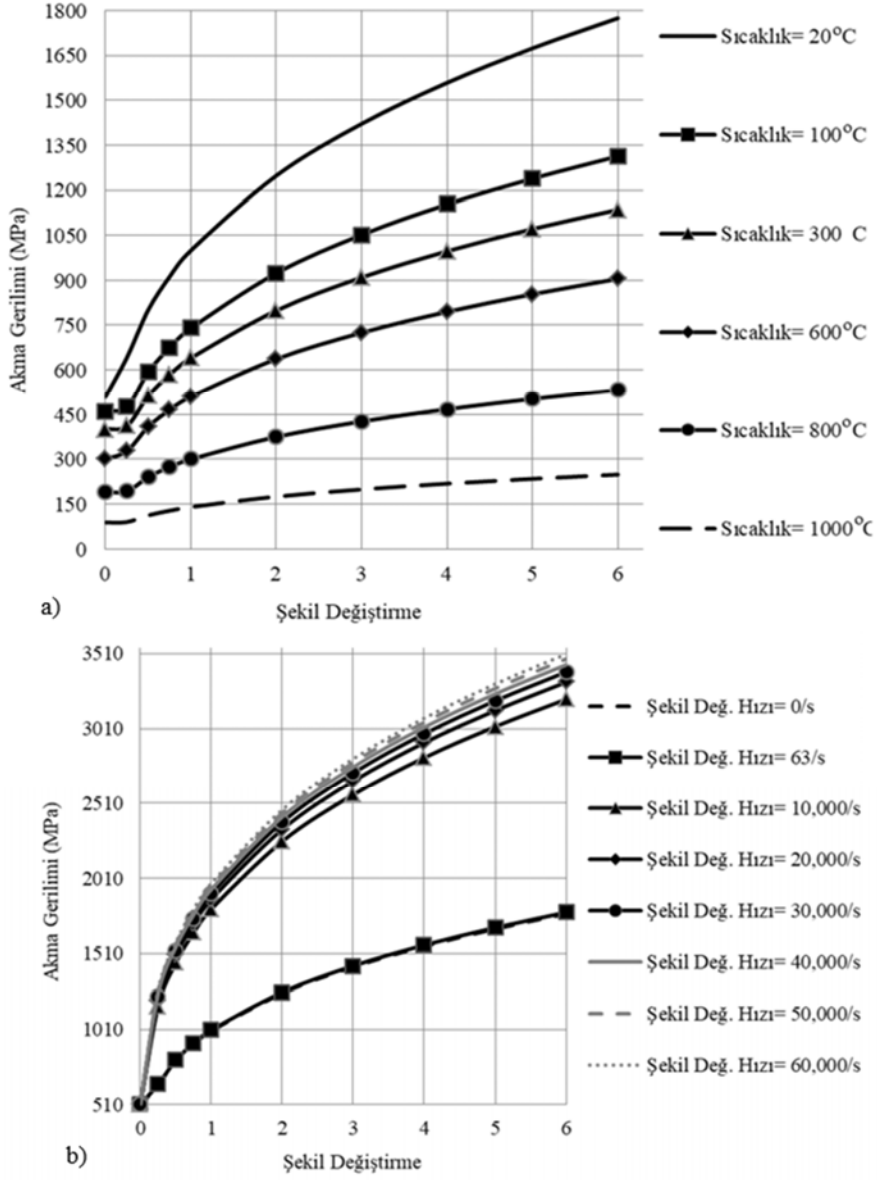 1800
1650
1500
1350
1200
1050
900
750
600
450
300
150
0
Akma Gerilimi (MPa)
0 1 2 3 4 5 6
Şekil Değiştirme
a)
Sıcaklık= 20°C
Sıcaklık= 100°C
Sıcaklık= 300 C
Sıcaklık= 600°C
Sıcaklık= 800°C
Sıcaklık= 1000°C
3510
3010
2510
2010
1510
1010
510
Akma Gerilimi (MPa)
0 1 2 3 4 5 6
Şekil Değiştirme
b)
Şekil Değ. Hızı= 0/s
Şekil Değ. Hızı= 63/s
Şekil Değ. Hızı= 10,000/s
Şekil Değ. Hızı= 20,000/s
Şekil Değ. Hızı= 30,000/s
Şekil Değ. Hızı= 40,000/s
Şekil Değ. Hızı= 50,000/s
Şekil Değ. Hızı= 60,000/s